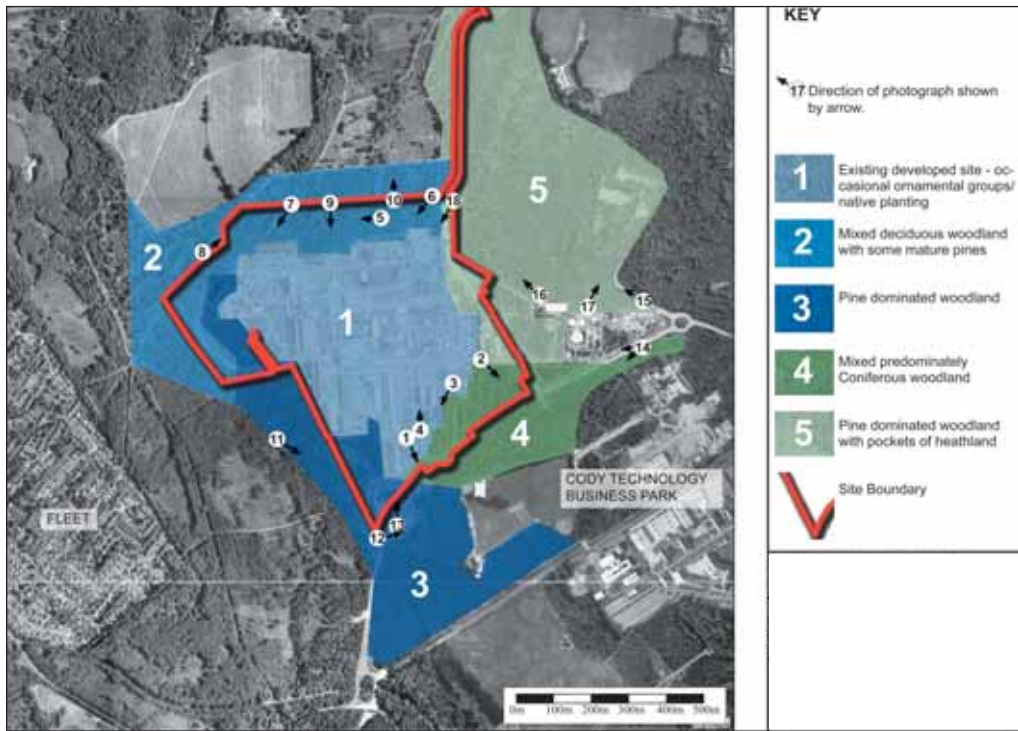 KEY
17 Direction of photograph shown
by arrow.
1
Existing developed site - oc-
casional ornamental groups/
native planting
2
Mixed deciduous woodland
with some mature pines
3
Pine dominated woodland
4
Mixed predominately
Coniferous woodland
5
Pine dominated woodland
with pockets of heathland
Site Boundary
5
10
6
18
7
9
5
8
2
16
17
15
1
14
2
3
4
1
4
11
CODY TECHNOLOGY
BUSINESS PARK
FLEET
13
12
3
0m 100m 200m 300m 400m 500m